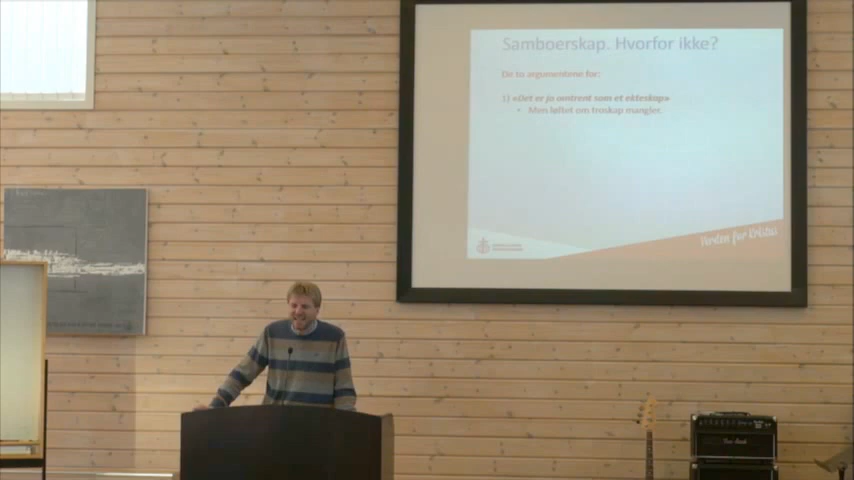 Samboerskap. Hvorfor ikke?
De to argumentene for:
1) «Det er jo omtrent som et ekteskap»
• Men løftet om troskap mangler.
Verden for Kristus